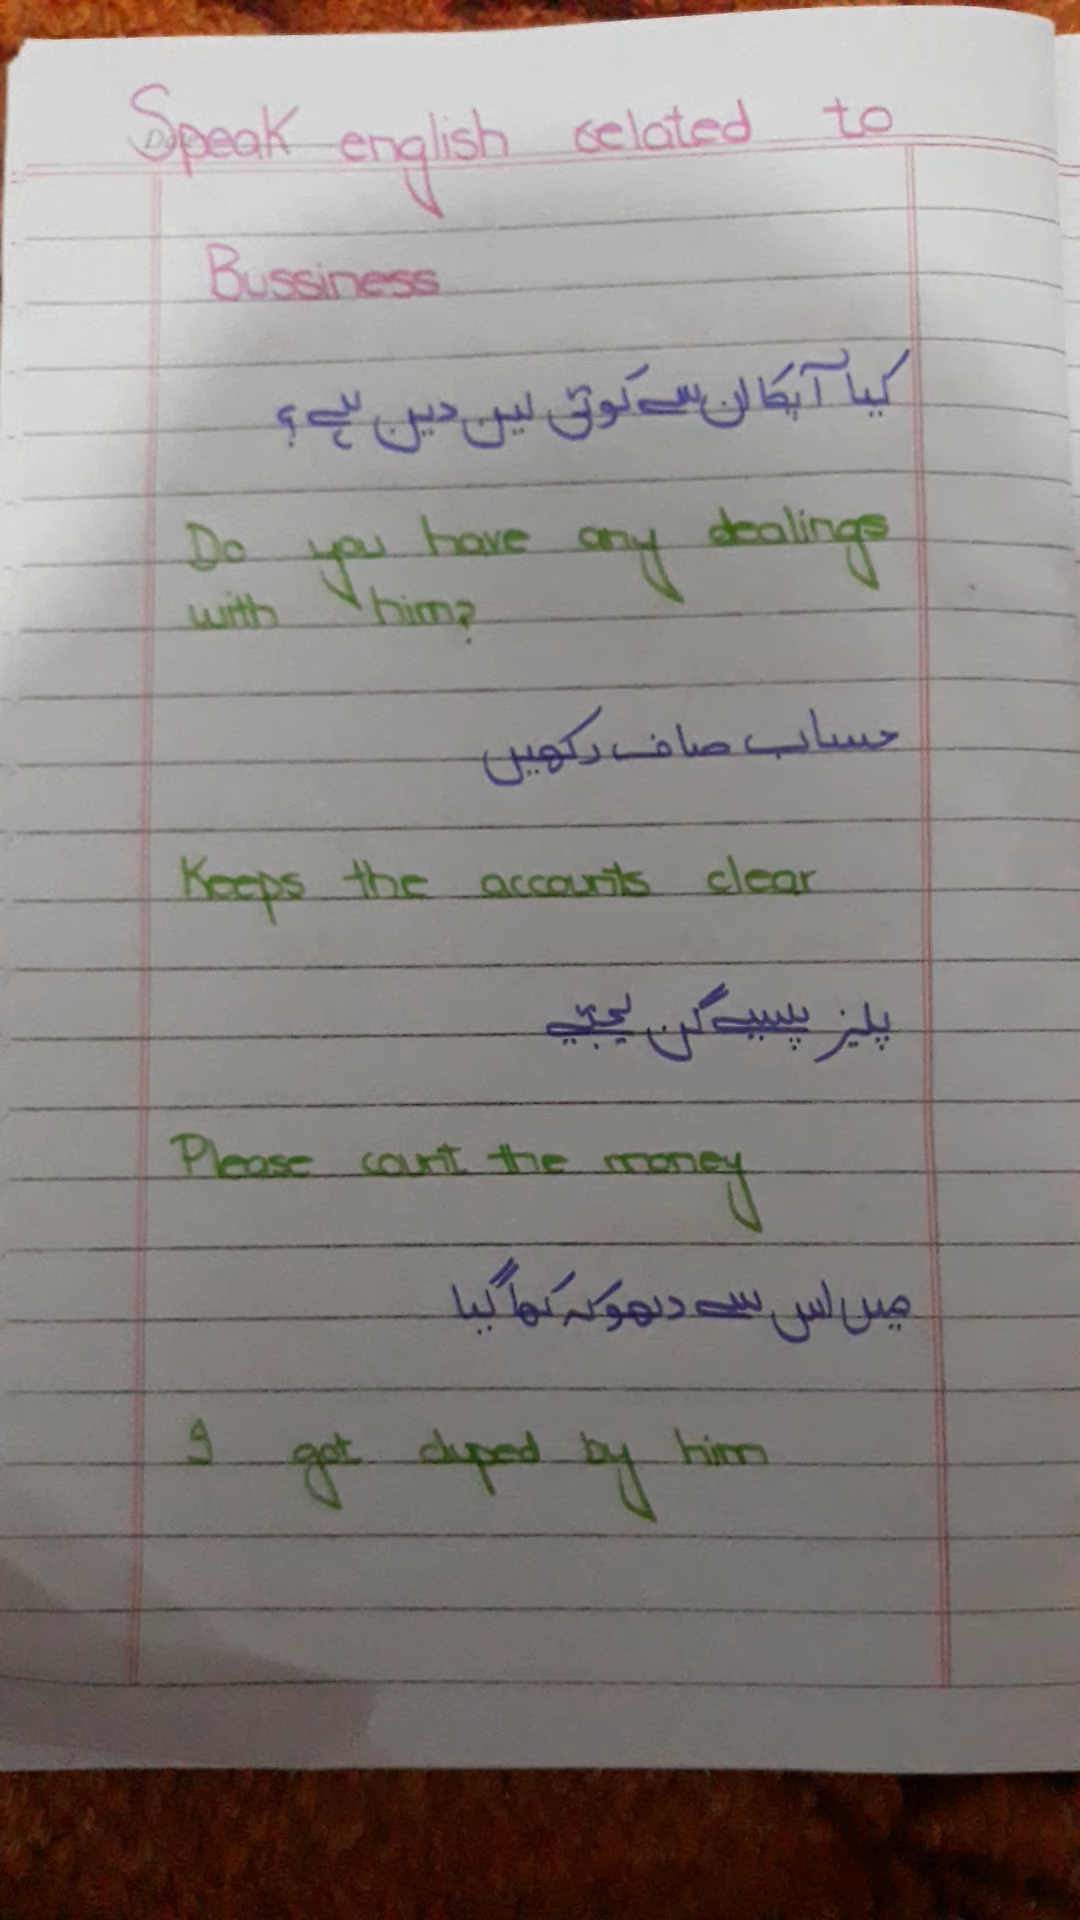 Speak english related to
Bussiness
کیا آپکا ان سے کوئی لین دین ہے؟
Do you have any dealings
with him?
حساب صاف رکھیں
Keeps the accounts clear
پلیز پیسے گن لیجئے
Please count the money
میں اس سے دھوکہ کھا گیا
I got duped by him